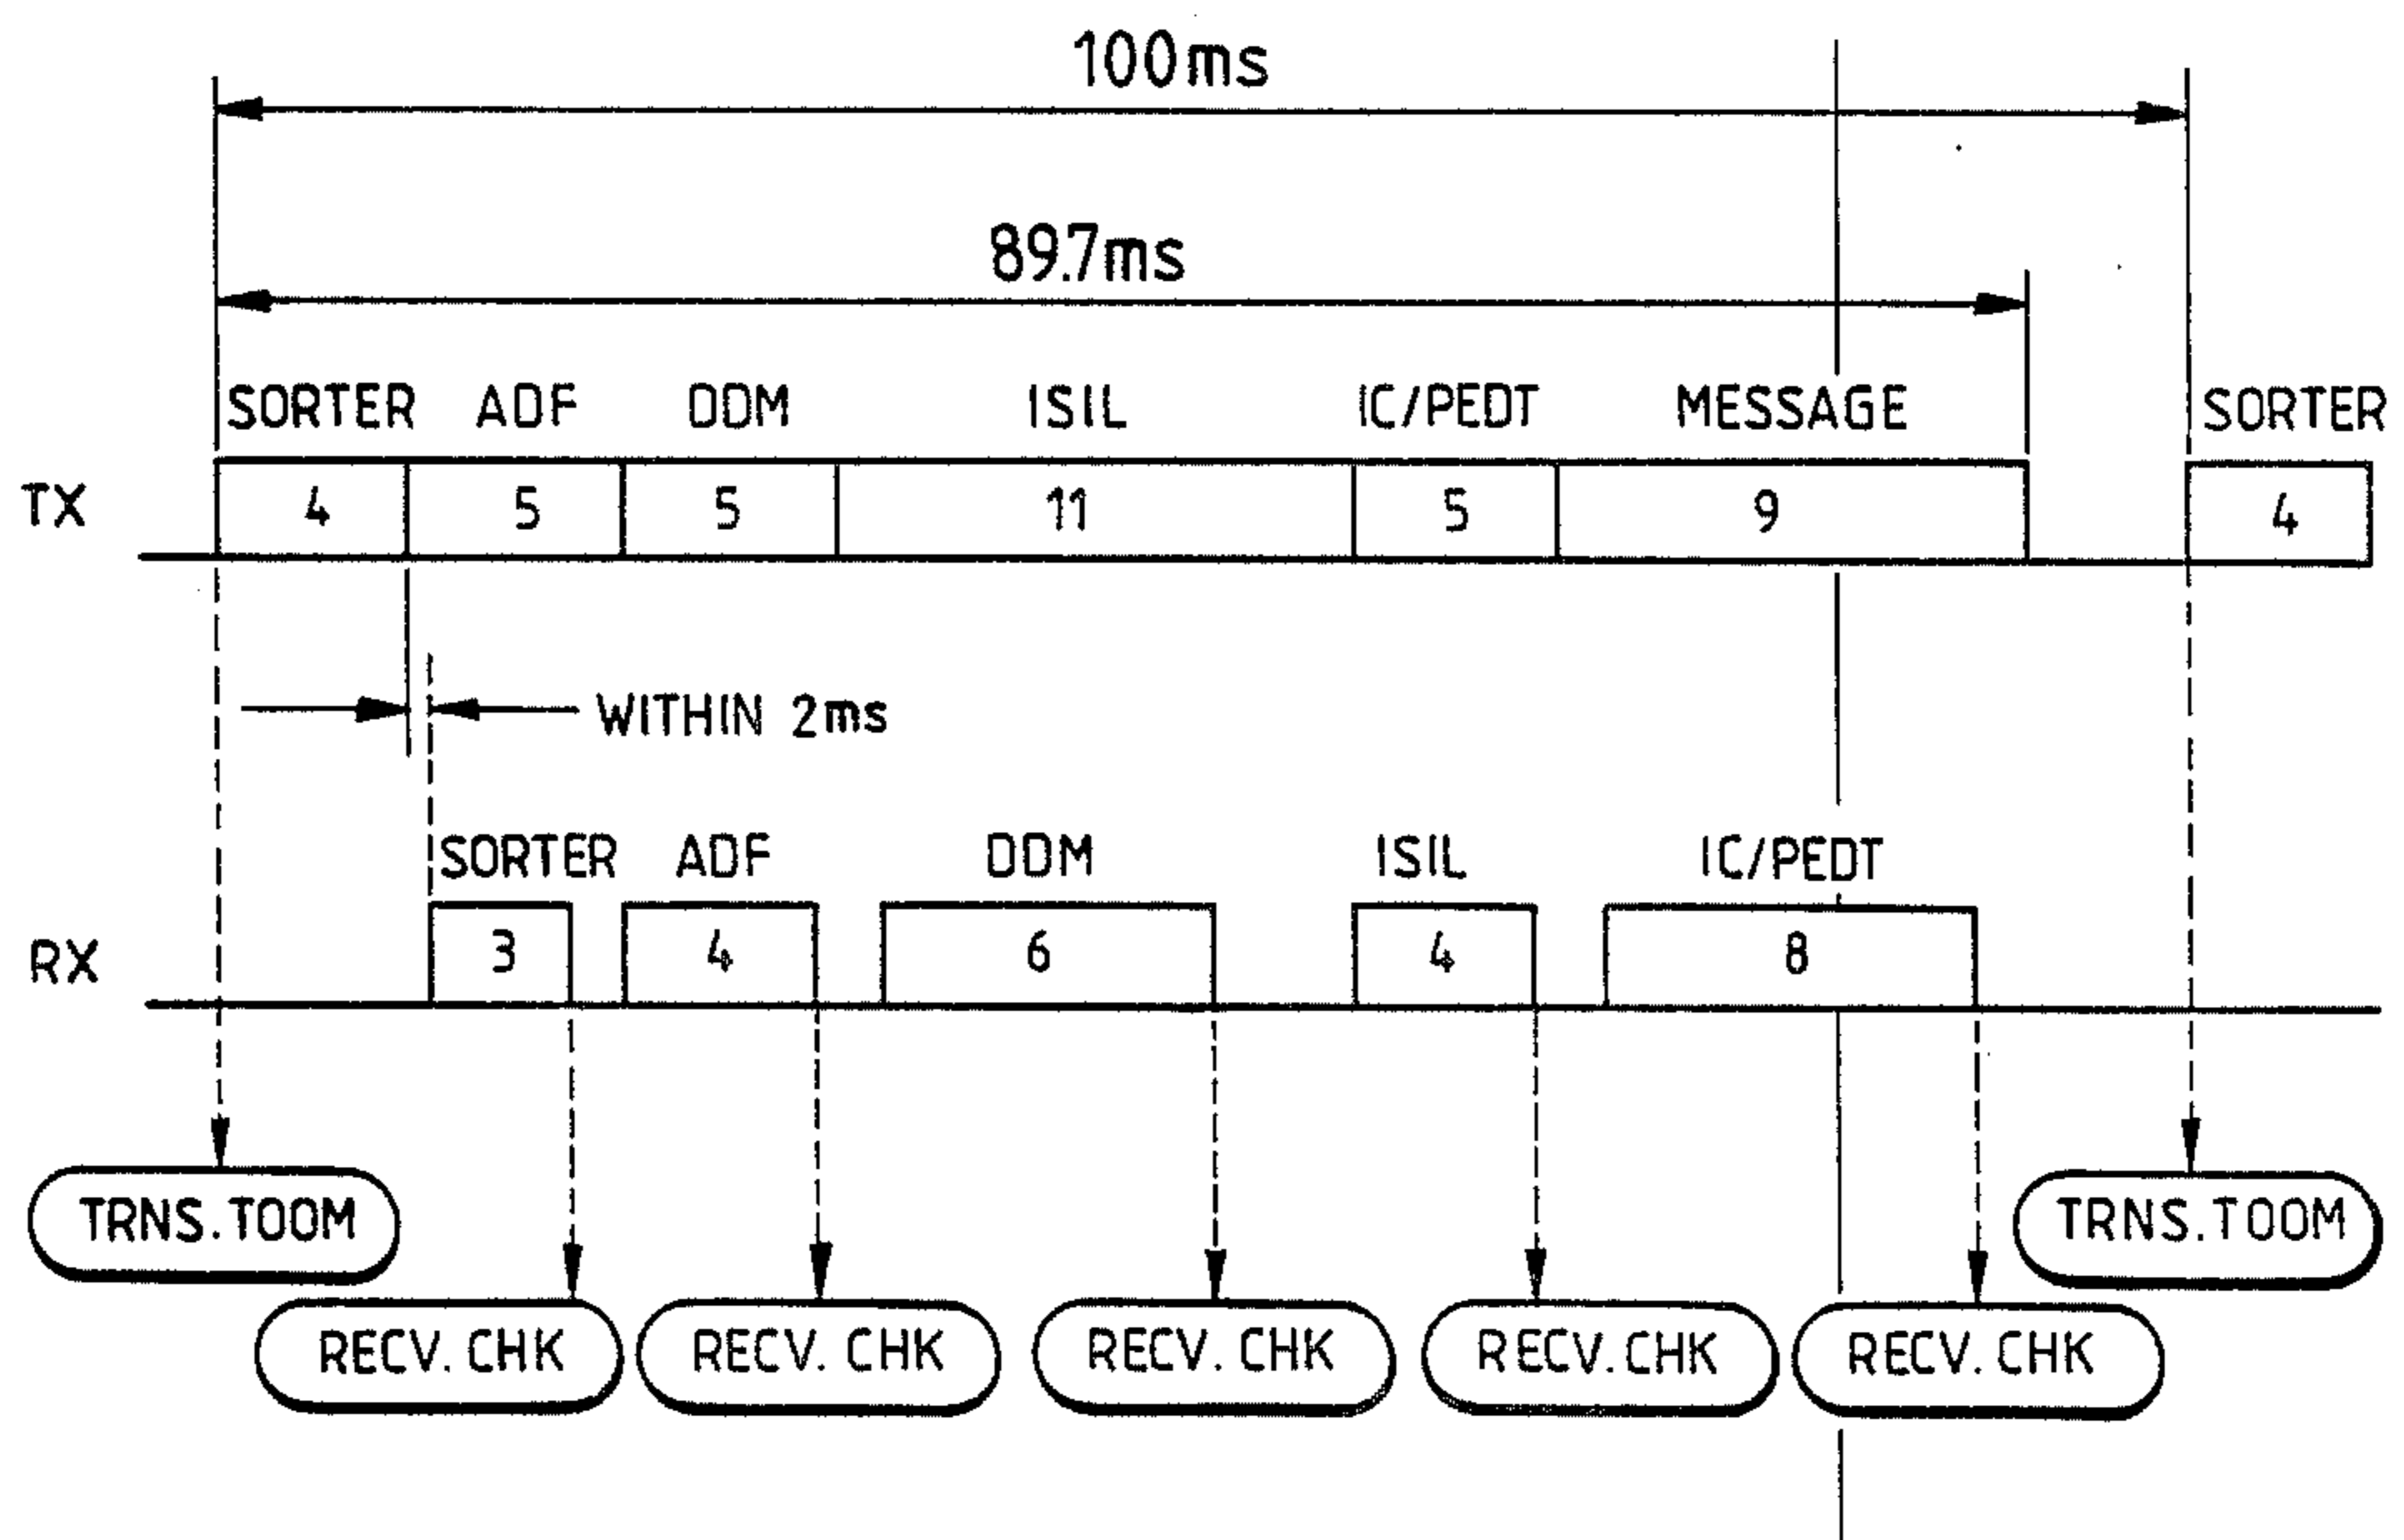 100ms
89.7ms
SORTER ADF DDM ISIL IC/PEDT MESSAGE SORTER
TX 4 5 5 11 5 9 4
WITHIN 2ms
SORTER ADF DDM ISIL IC/PEDT
RX 3 4 6 4 8
TRNS.TOOM TRNS.TOOM
RECV. CHK RECV. CHK RECV. CHK RECV. CHK RECV. CHK